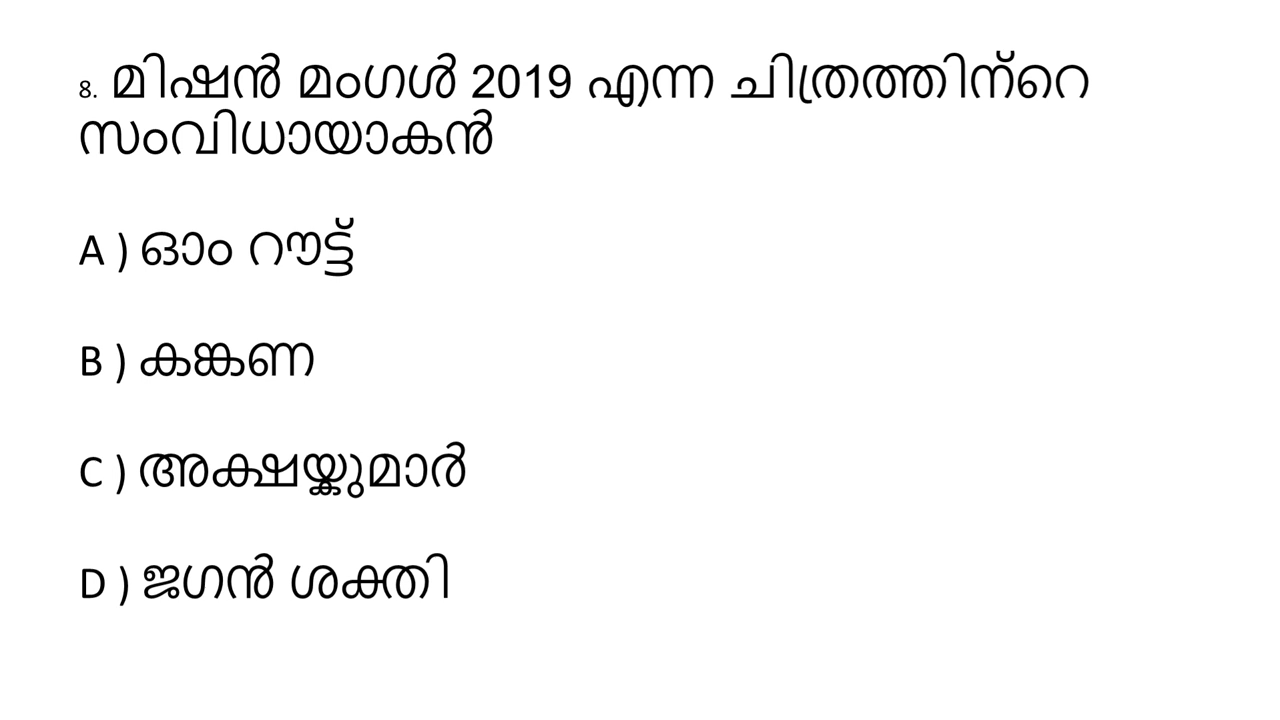 8. മിഷൻ മംഗൾ 2019 എന്ന ചിത്രത്തിന്റെ
സംവിധായാകൻ
A ) ഓം റൗട്ട്
B ) കങ്കണ
C ) അക്ഷയ്കുമാർ
D ) ജഗൻ ശക്തി